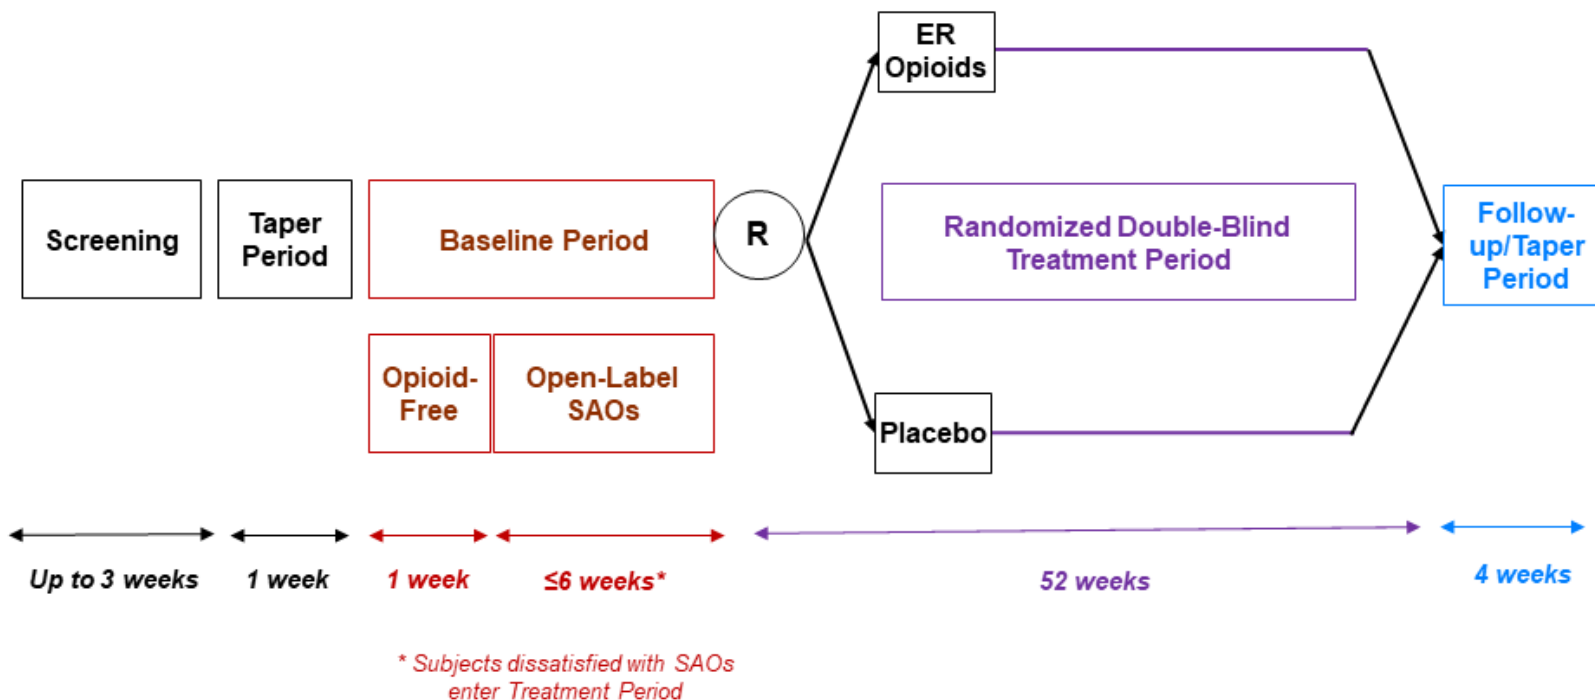 ER
Opioids
Screening
Taper
Period
Baseline Period
R
Randomized Double-Blind
Treatment Period
Follow-
up/Taper
Period
Opioid-
Free
Open-Label
SAOs
Placebo
Up to 3 weeks
1 week
1 week
≤6 weeks*
52 weeks
4 weeks
* Subjects dissatisfied with SAOs
enter Treatment Period